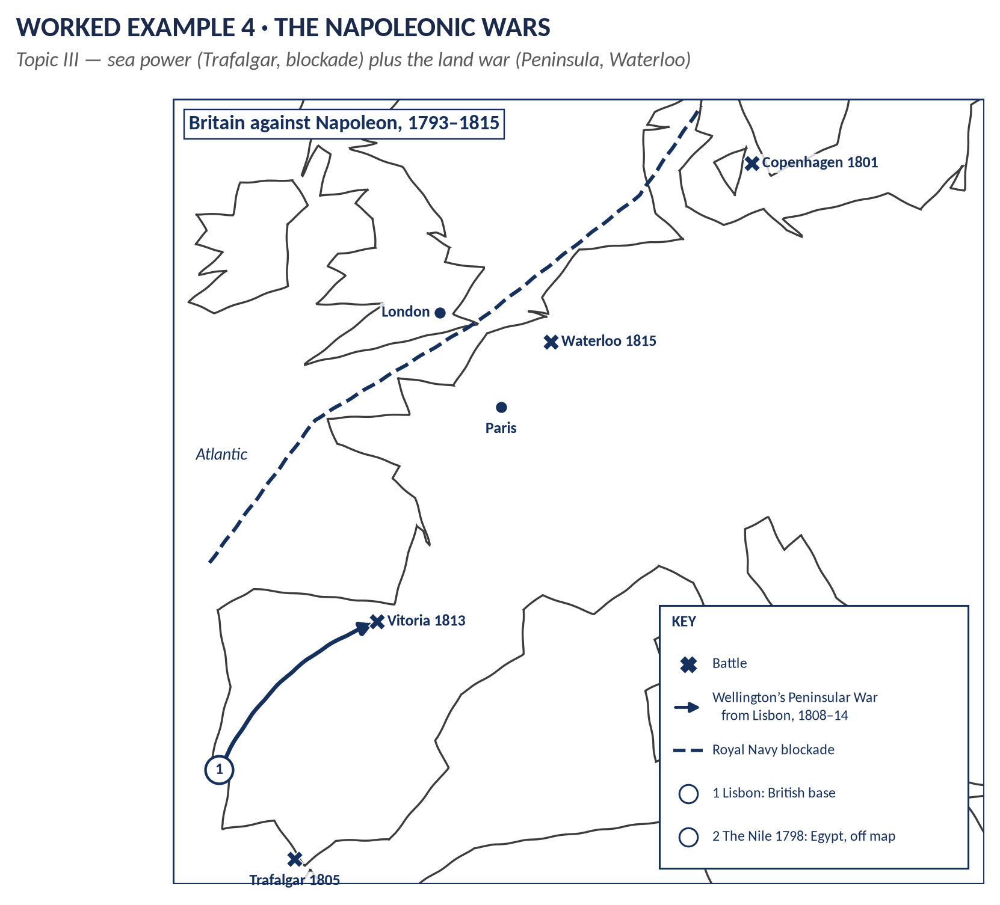 WORKED EXAMPLE 4 · THE NAPOLEONIC WARS
Topic III — sea power (Trafalgar, blockade) plus the land war (Peninsula, Waterloo)
Britain against Napoleon, 1793–1815
Copenhagen 1801
London
Waterloo 1815
Paris
Atlantic
Vitoria 1813
1
Trafalgar 1805
KEY
Battle
Wellington’s Peninsular War
from Lisbon, 1808–14
Royal Navy blockade
1 Lisbon: British base
2 The Nile 1798: Egypt, off map